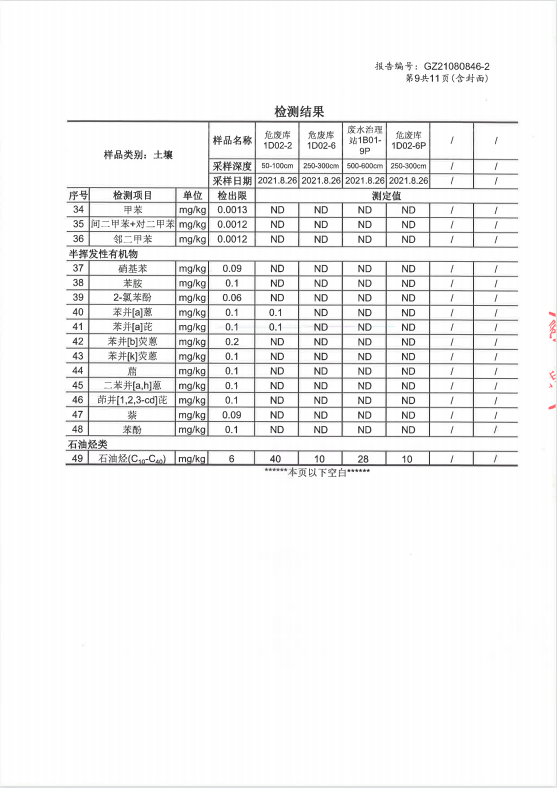 报告编号：GZ21080846-2
第9共11页(含封面)
检测结果
样品类别：土壤 样品名称 危废库1D02-2 危废库1D02-6 废水治理站1B01-9P 危废库1D02-6P / /
采样深度 50-100cm 250-300cm 500-600cm 250-300cm / /
采样日期 2021.8.26 2021.8.26 2021.8.26 2021.8.26 / /
序号 检测项目 单位 检出限 测定值
34 甲苯 mg/kg 0.0013 ND ND ND ND / /
35 间二甲苯+对二甲苯 mg/kg 0.0012 ND ND ND ND / /
36 邻二甲苯 mg/kg 0.0012 ND ND ND ND / /
半挥发性有机物
37 硝基苯 mg/kg 0.09 ND ND ND ND / /
38 苯胺 mg/kg 0.1 ND ND ND ND / /
39 2-氯苯酚 mg/kg 0.06 ND ND ND ND / /
40 苯并[a]蒽 mg/kg 0.1 0.1 ND ND ND / /
41 苯并[a]芘 mg/kg 0.1 0.1 ND ND ND / /
42 苯并[b]荧蒽 mg/kg 0.2 ND ND ND ND / /
43 苯并[k]荧蒽 mg/kg 0.1 ND ND ND ND / /
44 䓛 mg/kg 0.1 ND ND ND ND / /
45 二苯并[a,h]蒽 mg/kg 0.1 ND ND ND ND / /
46 茚并[1,2,3-cd]芘 mg/kg 0.1 ND ND ND ND / /
47 萘 mg/kg 0.09 ND ND ND ND / /
48 苯酚 mg/kg 0.1 ND ND ND ND / /
石油烃类
49 石油烃(C₁₀-C₄₀) mg/kg 6 40 10 28 10 / /
******本页以下空白******